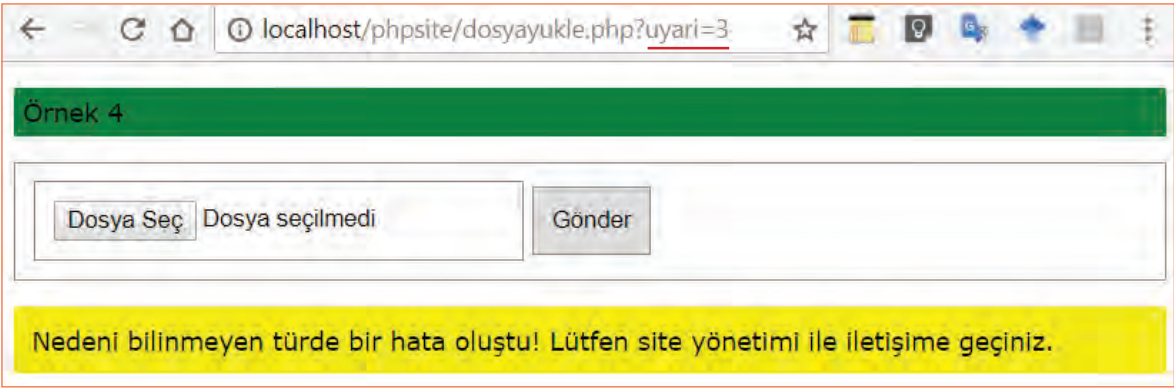 localhost/phpsite/dosyayukle.php?uyari=3
Örnek 4
Dosya Seç Dosya seçilmedi Gönder
Nedeni bilinmeyen türde bir hata oluştu! Lütfen site yönetimi ile iletişime geçiniz.